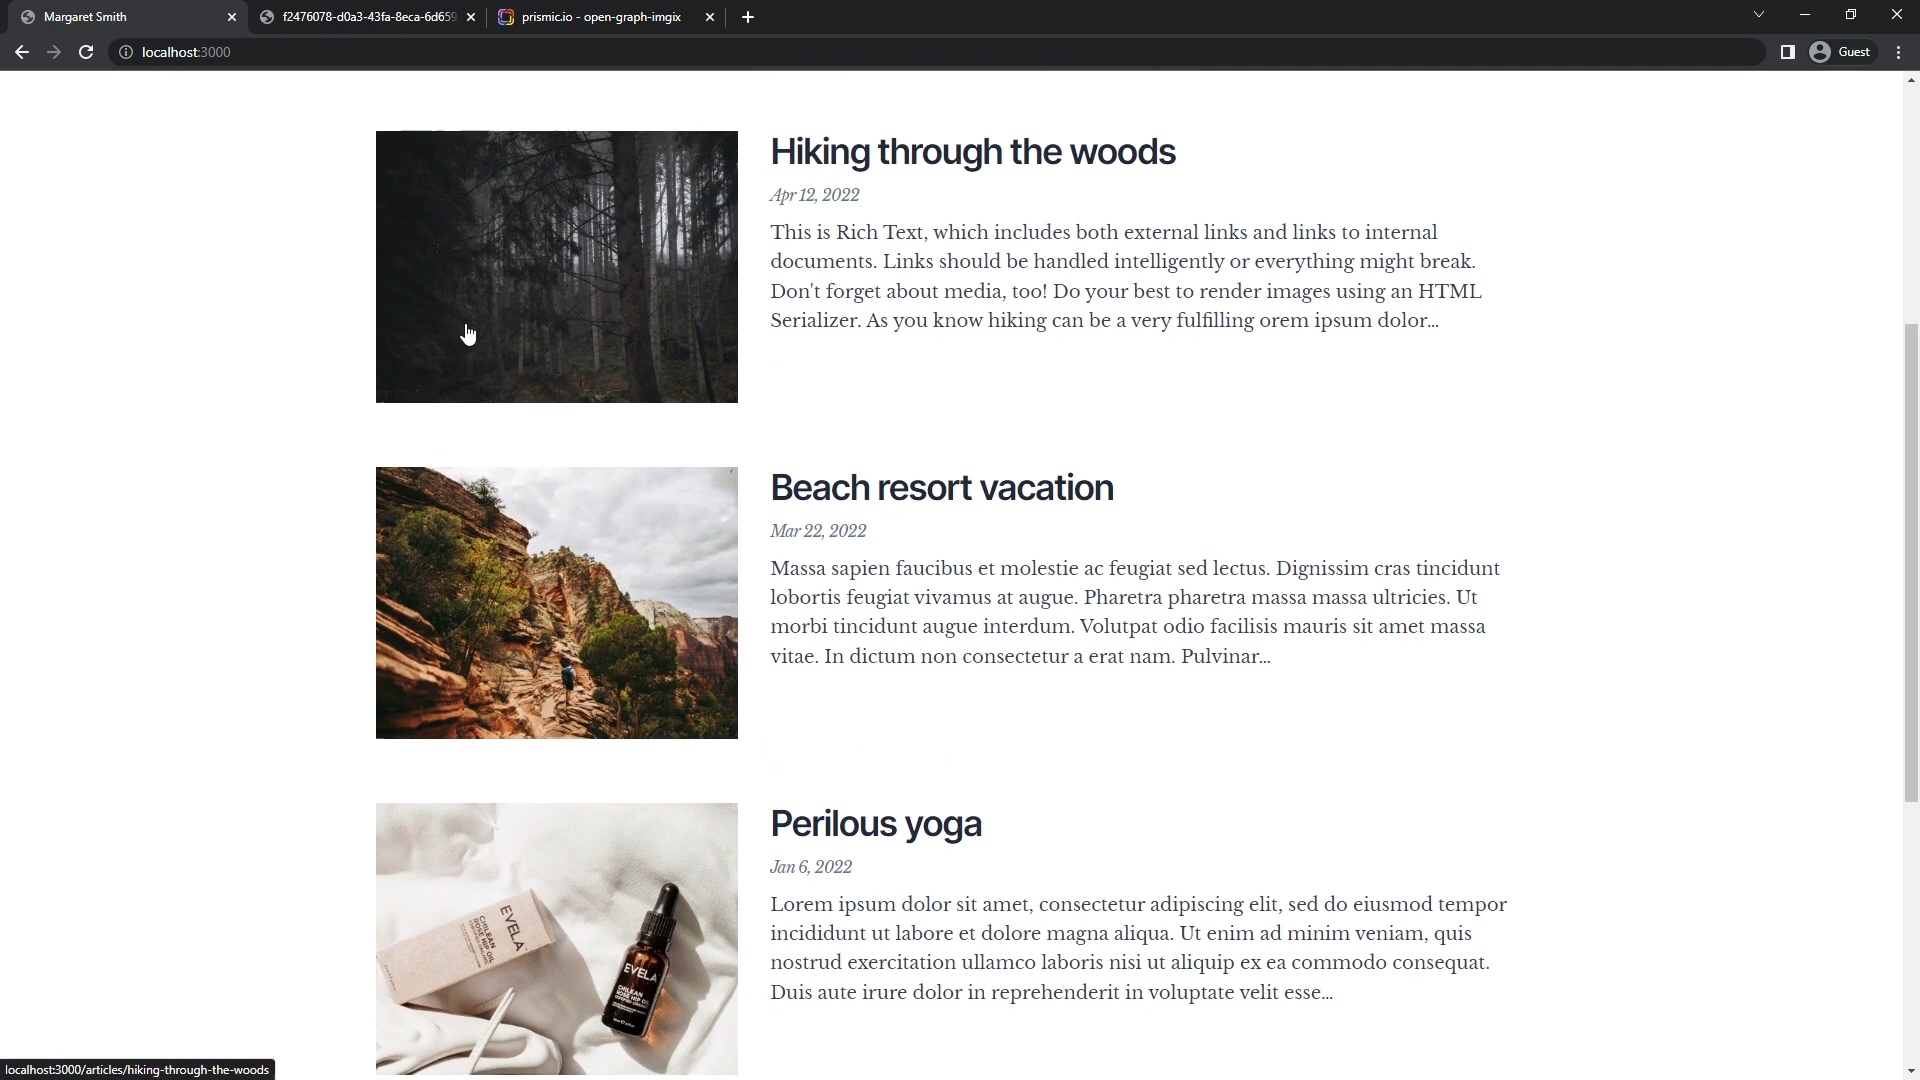 Margaret Smith
f2476078-d0a3-43fa-8eca-6d659
prismic.io - open-graph-imgix
localhost:3000
Guest
Hiking through the woods
Apr 12, 2022
This is Rich Text, which includes both external links and links to internal
documents. Links should be handled intelligently or everything might break.
Don't forget about media, too! Do your best to render images using an HTML
Serializer. As you know hiking can be a very fulfilling orem ipsum dolor...
Beach resort vacation
Mar 22, 2022
Massa sapien faucibus et molestie ac feugiat sed lectus. Dignissim cras tincidunt
lobortis feugiat vivamus at augue. Pharetra pharetra massa massa ultricies. Ut
morbi tincidunt augue interdum. Volutpat odio facilisis mauris sit amet massa
vitae. In dictum non consectetur a erat nam. Pulvinar...
EVELA
CHILEAN
ROSE HIP OIL
EVELA
CHILEAN
ROSE HIP OIL
Perilous yoga
Jan 6, 2022
Lorem ipsum dolor sit amet, consectetur adipiscing elit, sed do eiusmod tempor
incididunt ut labore et dolore magna aliqua. Ut enim ad minim veniam, quis
nostrud exercitation ullamco laboris nisi ut aliquip ex ea commodo consequat.
Duis aute irure dolor in reprehenderit in voluptate velit esse...
localhost:3000/articles/hiking-through-the-woods